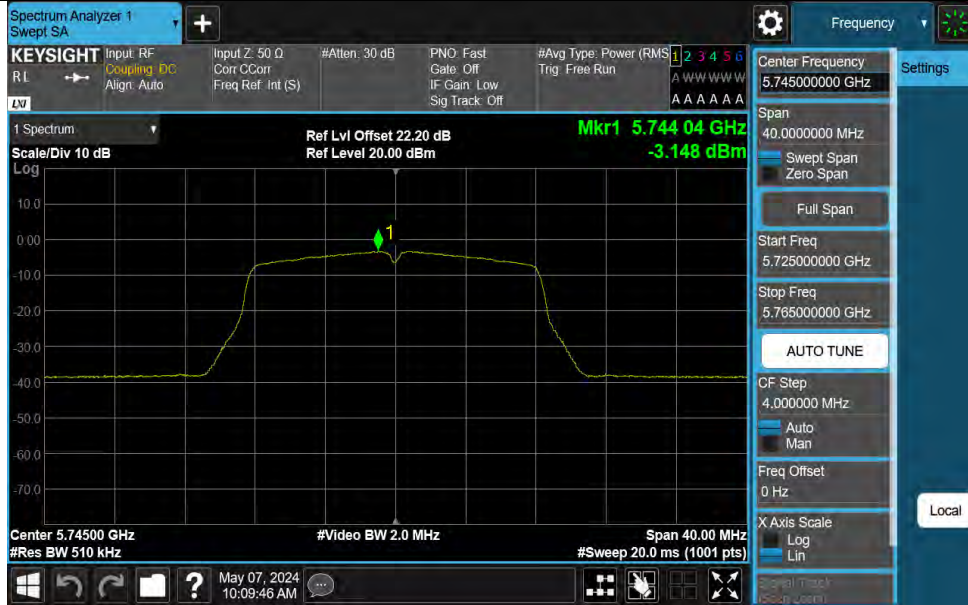 Spectrum Analyzer 1
Swept SA
Frequency
KEYSIGHT
RL
LXI
Input: RF
Coupling: DC
Align: Auto
Input Z: 50 Ω
Corr CCorr
Freq Ref: Int (S)
#Atten: 30 dB
PNO: Fast
Gate: Off
IF Gain: Low
Sig Track: Off
#Avg Type: Power (RMS
Trig: Free Run
1 2 3 4 5 6
A W W W W W
A A A A A A
1 Spectrum
Scale/Div 10 dB
Log
Ref Lvl Offset 22.20 dB
Ref Level 20.00 dBm
Mkr1 5.744 04 GHz
-3.148 dBm
1
10.0
0.00
-10.0
-20.0
-30.0
-40.0
-50.0
-60.0
-70.0
Center 5.74500 GHz
#Res BW 510 kHz
#Video BW 2.0 MHz
Span 40.00 MHz
#Sweep 20.0 ms (1001 pts)
Center Frequency
5.745000000 GHz
Span
40.0000000 MHz
Swept Span
Zero Span
Full Span
Start Freq
5.725000000 GHz
Stop Freq
5.765000000 GHz
AUTO TUNE
CF Step
4.000000 MHz
Auto
Man
Freq Offset
0 Hz
X Axis Scale
Log
Lin
Signal Track
(Span Zoom)
Settings
Local
?
May 07, 2024
10:09:46 AM